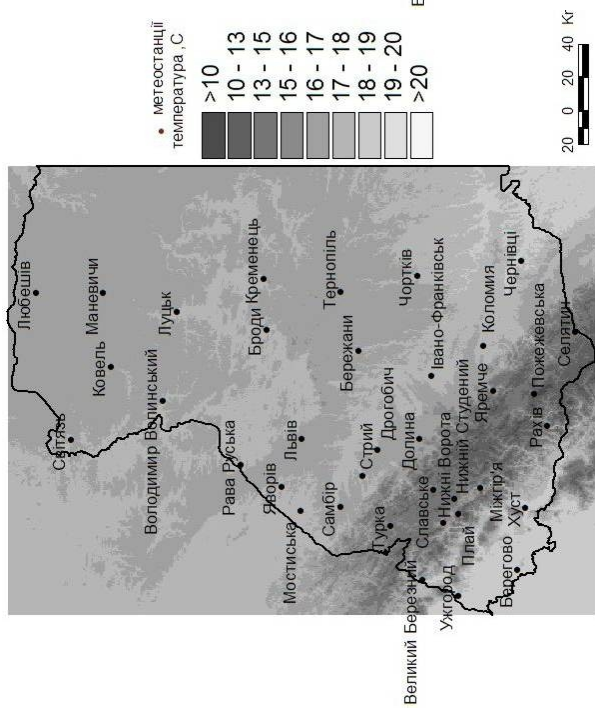 Любешів
Маневичи
Ковель
Світязь
Луцьк
Володимир Волинський
Броди
Кременець
Рава Руська
Яворів
Львів
Мостиська
Самбір
Тернопіль
Бережани
Стрий
Дрогобич
Чортків
Івано-Франківськ
Долина
Турка
Славське
Нижні Ворота
Нижній Студений
Коломия
Яремче
Чернівці
Пожежевська
Селятин
Рахів
Міжгір'я
Хуст
Плай
Великий Березний
Ужгород
Берегово
метеостанції
температура ,С
>10
10 - 13
13 - 15
15 - 16
16 - 17
17 - 18
18 - 19
19 - 20
>20
20 0 20 40 Kr